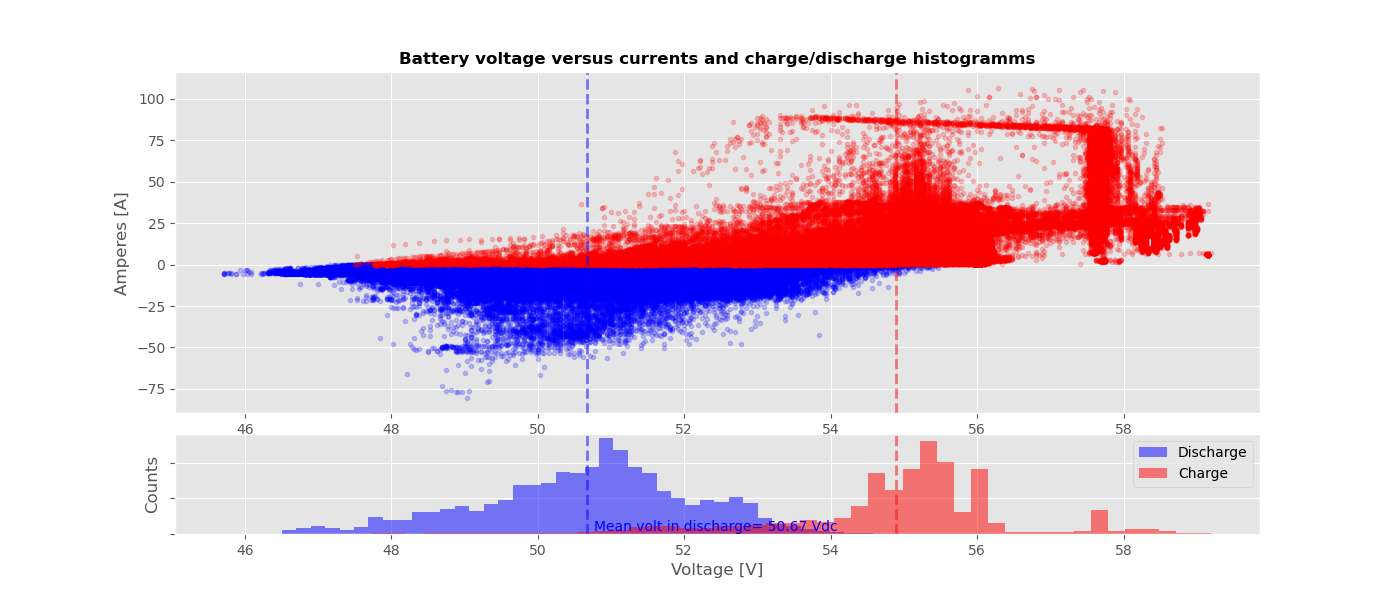 Battery voltage versus currents and charge/discharge histogramms
Amperes [A]
100
75
50
25
0
−25
−50
−75
46 48 50 52 54 56 58
Counts
Discharge
Charge
Mean volt in discharge= 50.67 Vdc
46 48 50 52 54 56 58
Voltage [V]